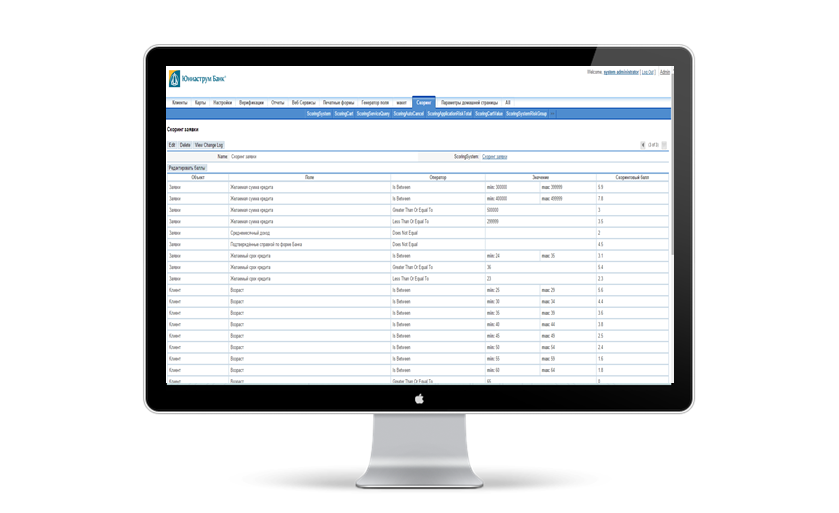 Welcome, system administrator [ Log Out ] | Admin
Юниаструм Банк
Клиенты Карты Настройки Верификация Отчеты Веб Сервисы Печатные формы Генератор полл макет Скоринг Параметры домашней страницы All
ScoringSystem ScoringCard ScoringServiceQuery ScoringAutoCancel ScoringApplicationRiskTotal ScoringCardValue ScoringSystemRiskGroup
Скоринг заявки
Edit Delete View Change Log (3 of 3)
Name: Скоринг заявки ScoringSystem: Скоринг заявки
Редактировать баллы
Объект Поле Оператор Значение Скоринговый балл
Заявки Желаемая сумма кредита Is Between min: 300000 max: 399999 5.9
Заявки Желаемая сумма кредита Is Between min: 400000 max: 499999 7.8
Заявки Желаемая сумма кредита Greater Than Or Equal To 500000 3
Заявки Желаемая сумма кредита Less Than Or Equal To 299999 3.8
Заявки Среднемесячный доход Does Not Equal 2
Заявки Подтвержденные справкой по форме Банка Does Not Equal 4.6
Заявки Желаемый срок кредита Is Between min: 24 max: 35 3.1
Заявки Желаемый срок кредита Greater Than Or Equal To 36 5.4
Заявки Желаемый срок кредита Less Than Or Equal To 23 2.3
Клиент Возраст Is Between min: 25 max: 29 5.6
Клиент Возраст Is Between min: 30 max: 34 4.4
Клиент Возраст Is Between min: 35 max: 39 3.6
Клиент Возраст Is Between min: 40 max: 44 3.8
Клиент Возраст Is Between min: 45 max: 49 2.5
Клиент Возраст Is Between min: 50 max: 54 2.4
Клиент Возраст Is Between min: 55 max: 59 1.6
Клиент Возраст Is Between min: 60 max: 64 1.8
Клиент Возраст Greater Than Or Equal To 65